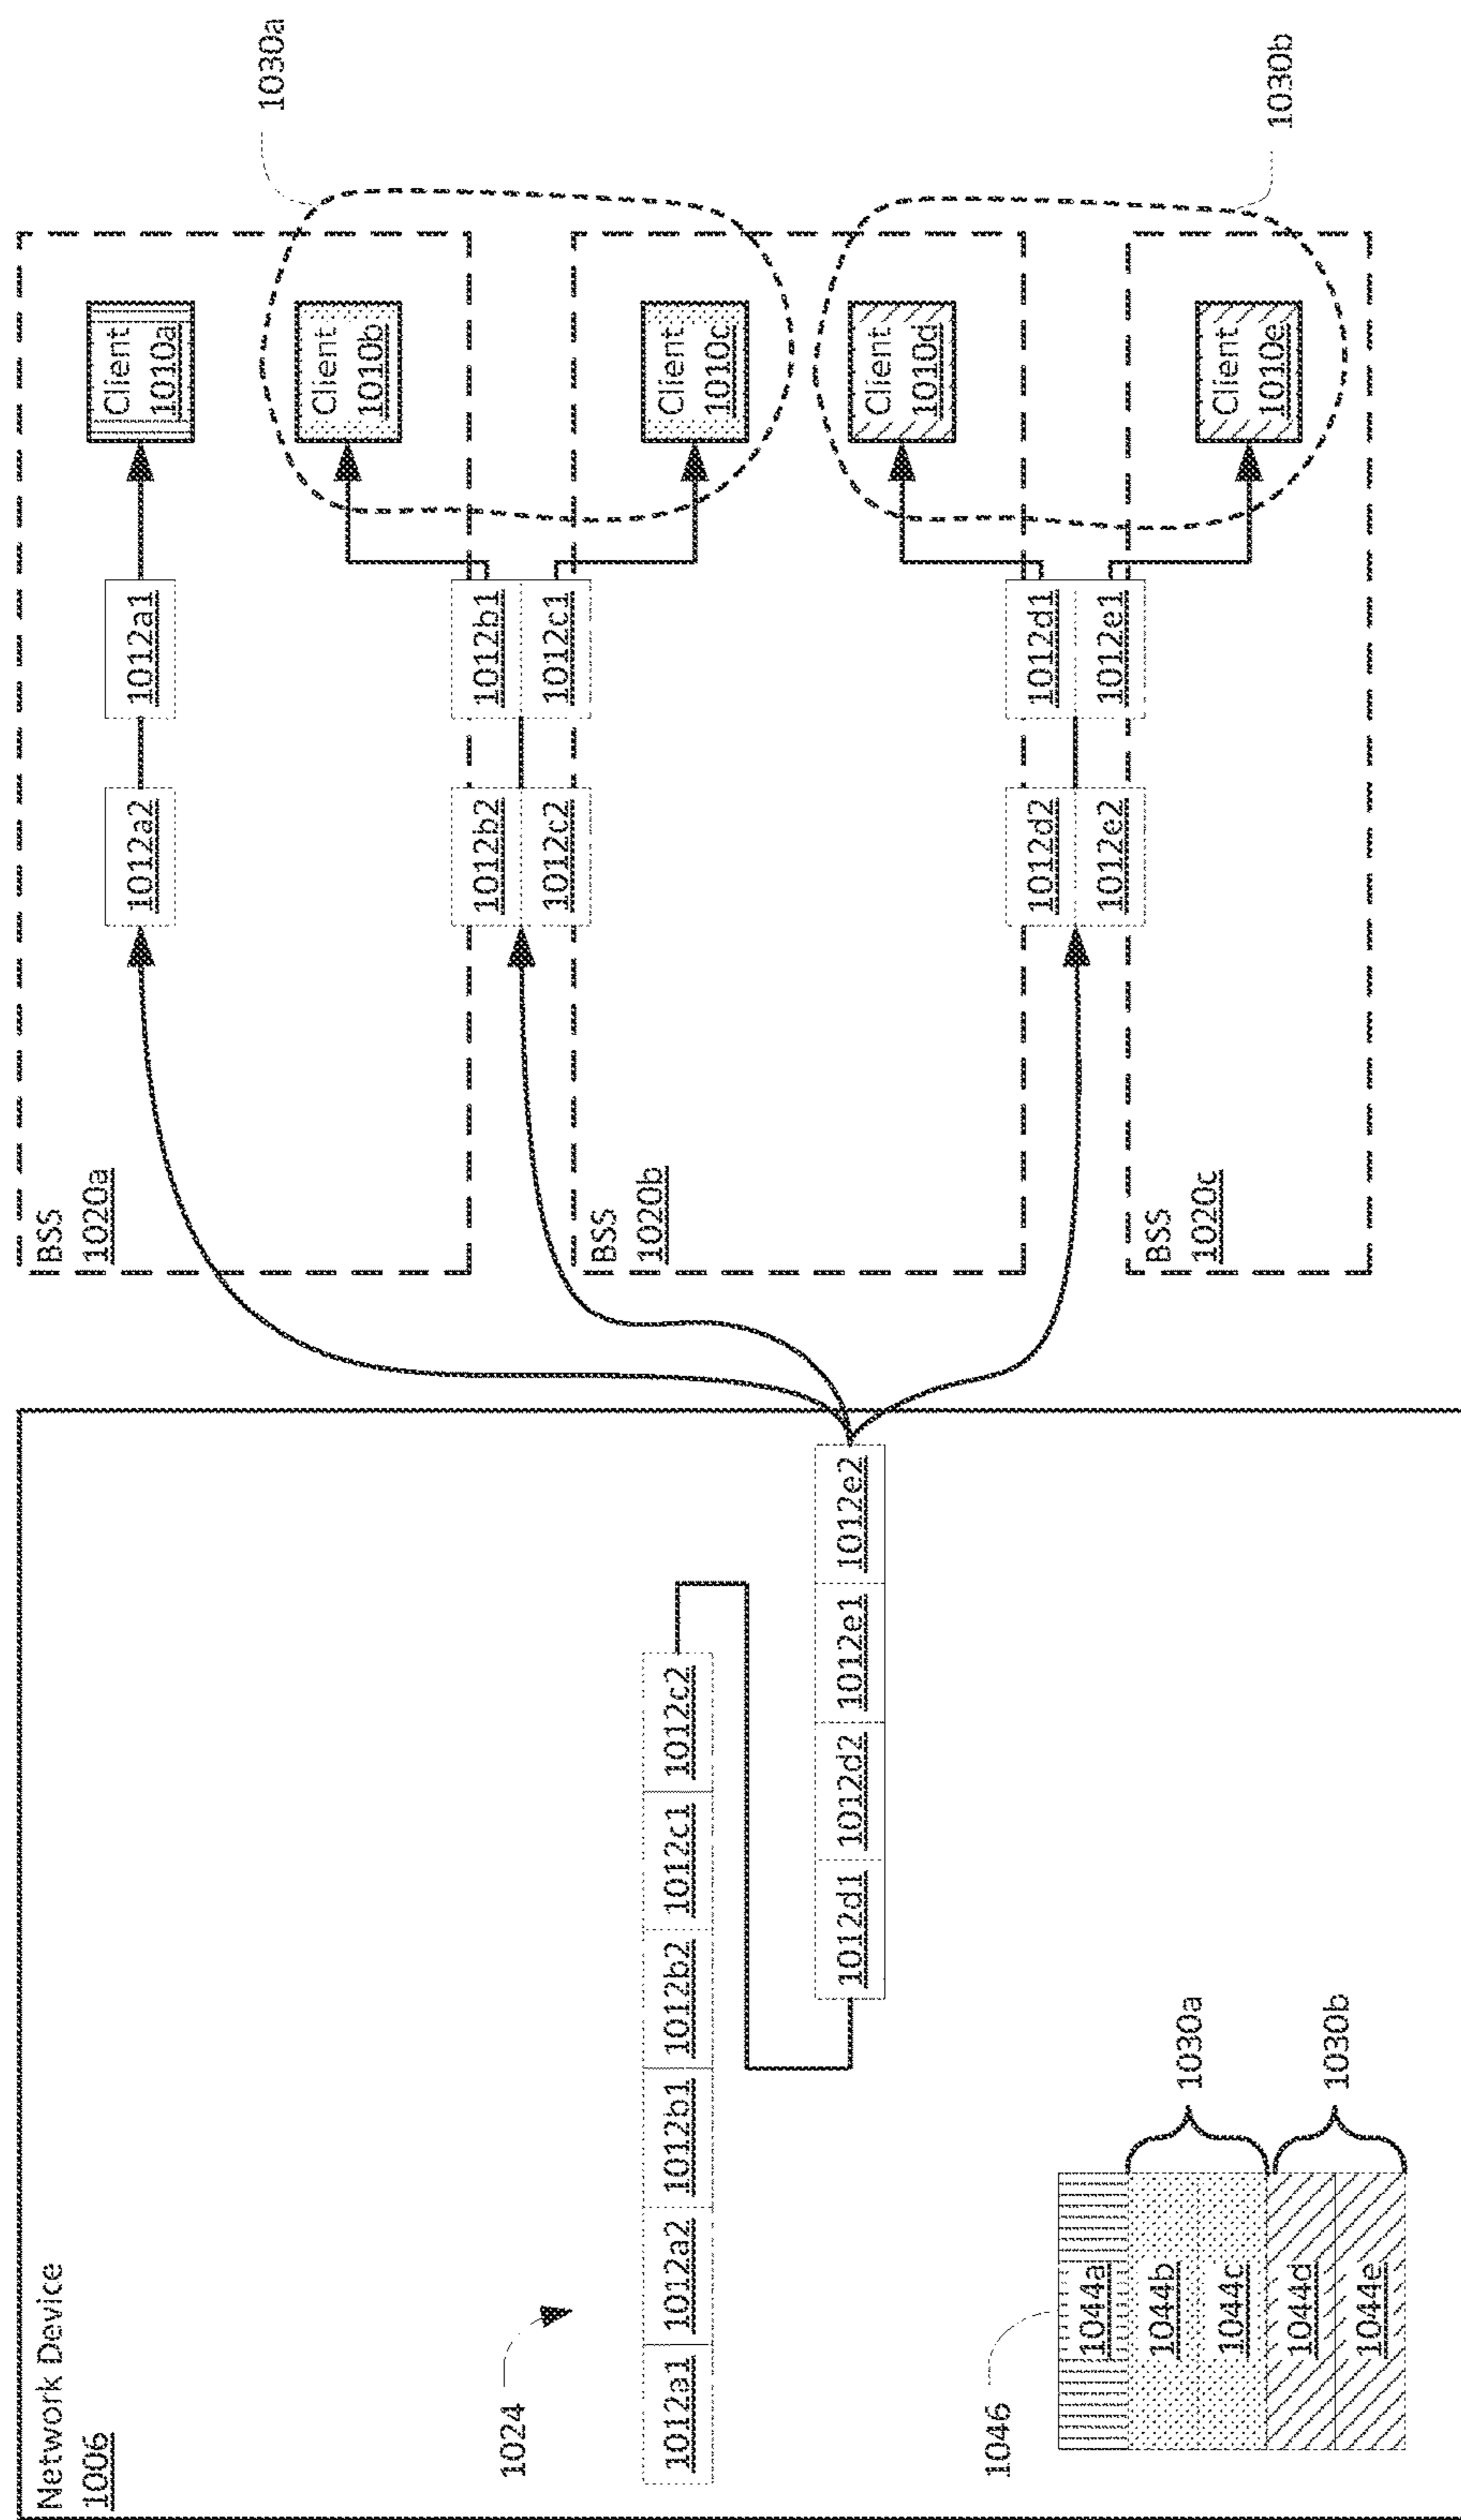 Network Device
1006
1024
1012a1 1012a2 1012b1 1012b2 1012c1 1012c2
1012d1 1012d2 1012e1 1012e2
1046
1044a
1044b
1044c
1044d
1044e
1030a
1030b
BSS
1020a
1012a2 1012a1
Client
1010a
Client
1010b
1030a
1012b2 1012b1
1012c2 1012c1
BSS
1020b
Client
1010c
Client
1010d
1012d2 1012d1
1012e2 1012e1
BSS
1020c
Client
1010e
1030b